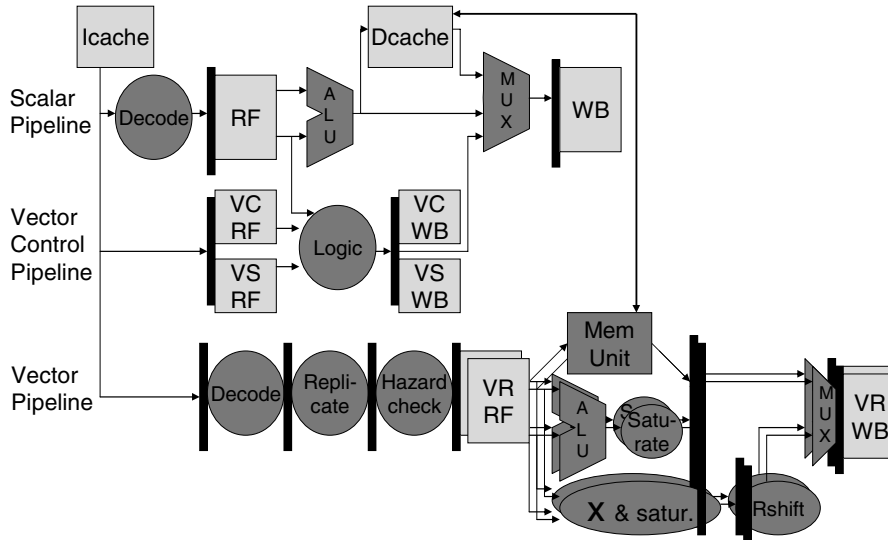 Icache
Dcache
Scalar
Pipeline
Decode
RF
A
L
U
M
U
X
WB
Vector
Control
Pipeline
VC
RF
VS
RF
Logic
VC
WB
VS
WB
Mem
Unit
Vector
Pipeline
Decode
Repli-
cate
Hazard
check
VR
RF
A
L
U
S
Satu-
rate
M
U
X
VR
WB
X & satur.
Rshift